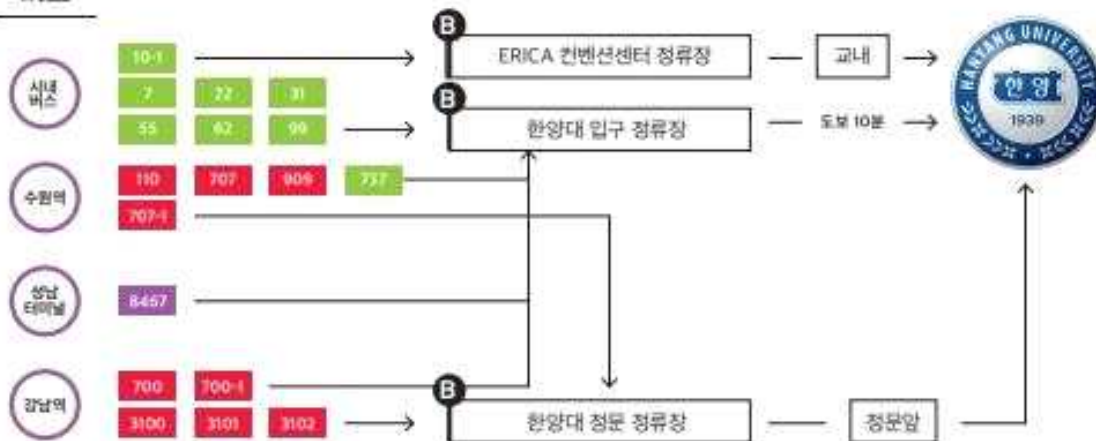 시내
버스
10-1
7 22 31
55 62 99
ERICA 컨벤션센터 정류장
교내
한양대 입구 정류장
도보 10분
HANYANG UNIVERSITY
한양
1939
수원역
110 707 909 737
707-1
성남
터미널
8467
강남역
700 700-1
3100 3101 3102
한양대 정문 정류장
정문앞
B
B
B